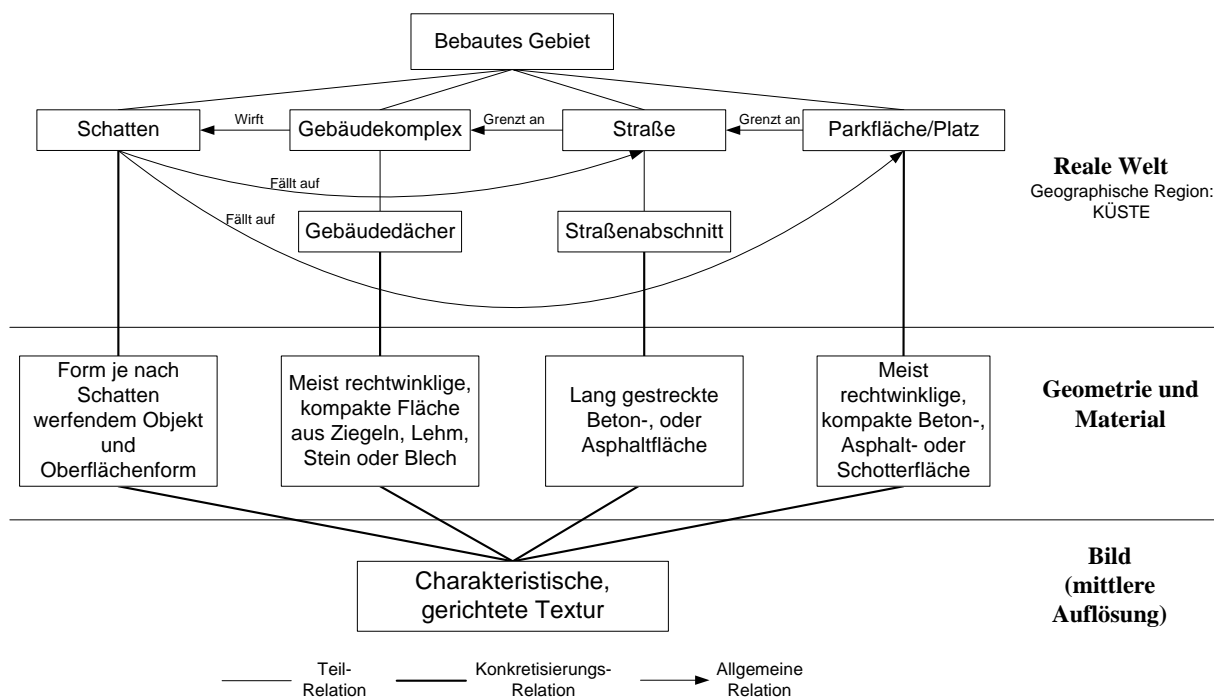 Bebautes Gebiet
Schatten
Wirft
Gebäudekomplex
Grenzt an
Straße
Grenzt an
Parkfläche/Platz
Fällt auf
Fällt auf
Gebäudedächer
Straßenabschnitt
Reale Welt
Geographische Region:
KÜSTE
Form je nach
Schatten
werfendem Objekt
und
Oberflächenform
Meist rechtwinklige,
kompakte Fläche
aus Ziegeln, Lehm,
Stein oder Blech
Lang gestreckte
Beton-, oder
Asphaltfläche
Meist
rechtwinlige,
kompakte Beton-,
Asphalt- oder
Schotterfläche
Geometrie und
Material
Charakteristische,
gerichtete Textur
Bild
(mittlere
Auflösung)
Teil-
Relation
Konkretisierungs-
Relation
Allgemeine
Relation